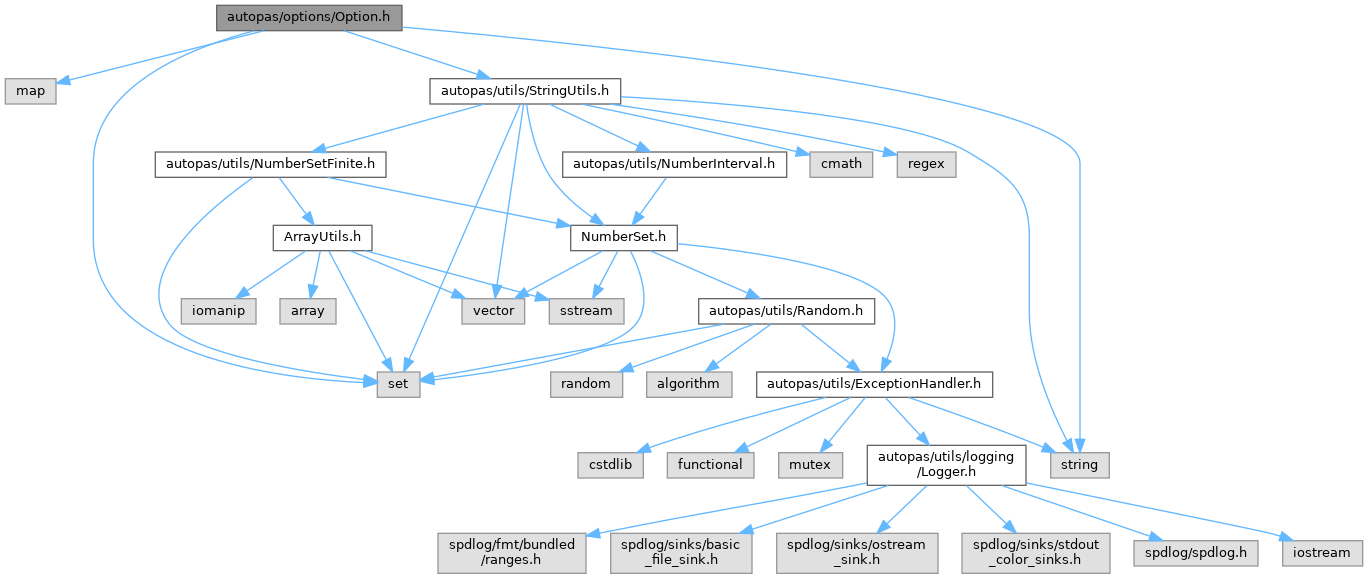 autopas/options/Option.h
map
autopas/utils/StringUtils.h
autopas/utils/NumberSetFinite.h
autopas/utils/NumberInterval.h
cmath
regex
ArrayUtils.h
NumberSet.h
iomanip
array
vector
sstream
autopas/utils/Random.h
set
random
algorithm
autopas/utils/ExceptionHandler.h
cstdlib
functional
mutex
autopas/utils/logging
/Logger.h
string
spdlog/fmt/bundled
/ranges.h
spdlog/sinks/basic
_file_sink.h
spdlog/sinks/ostream
_sink.h
spdlog/sinks/stdout
_color_sinks.h
spdlog/spdlog.h
iostream